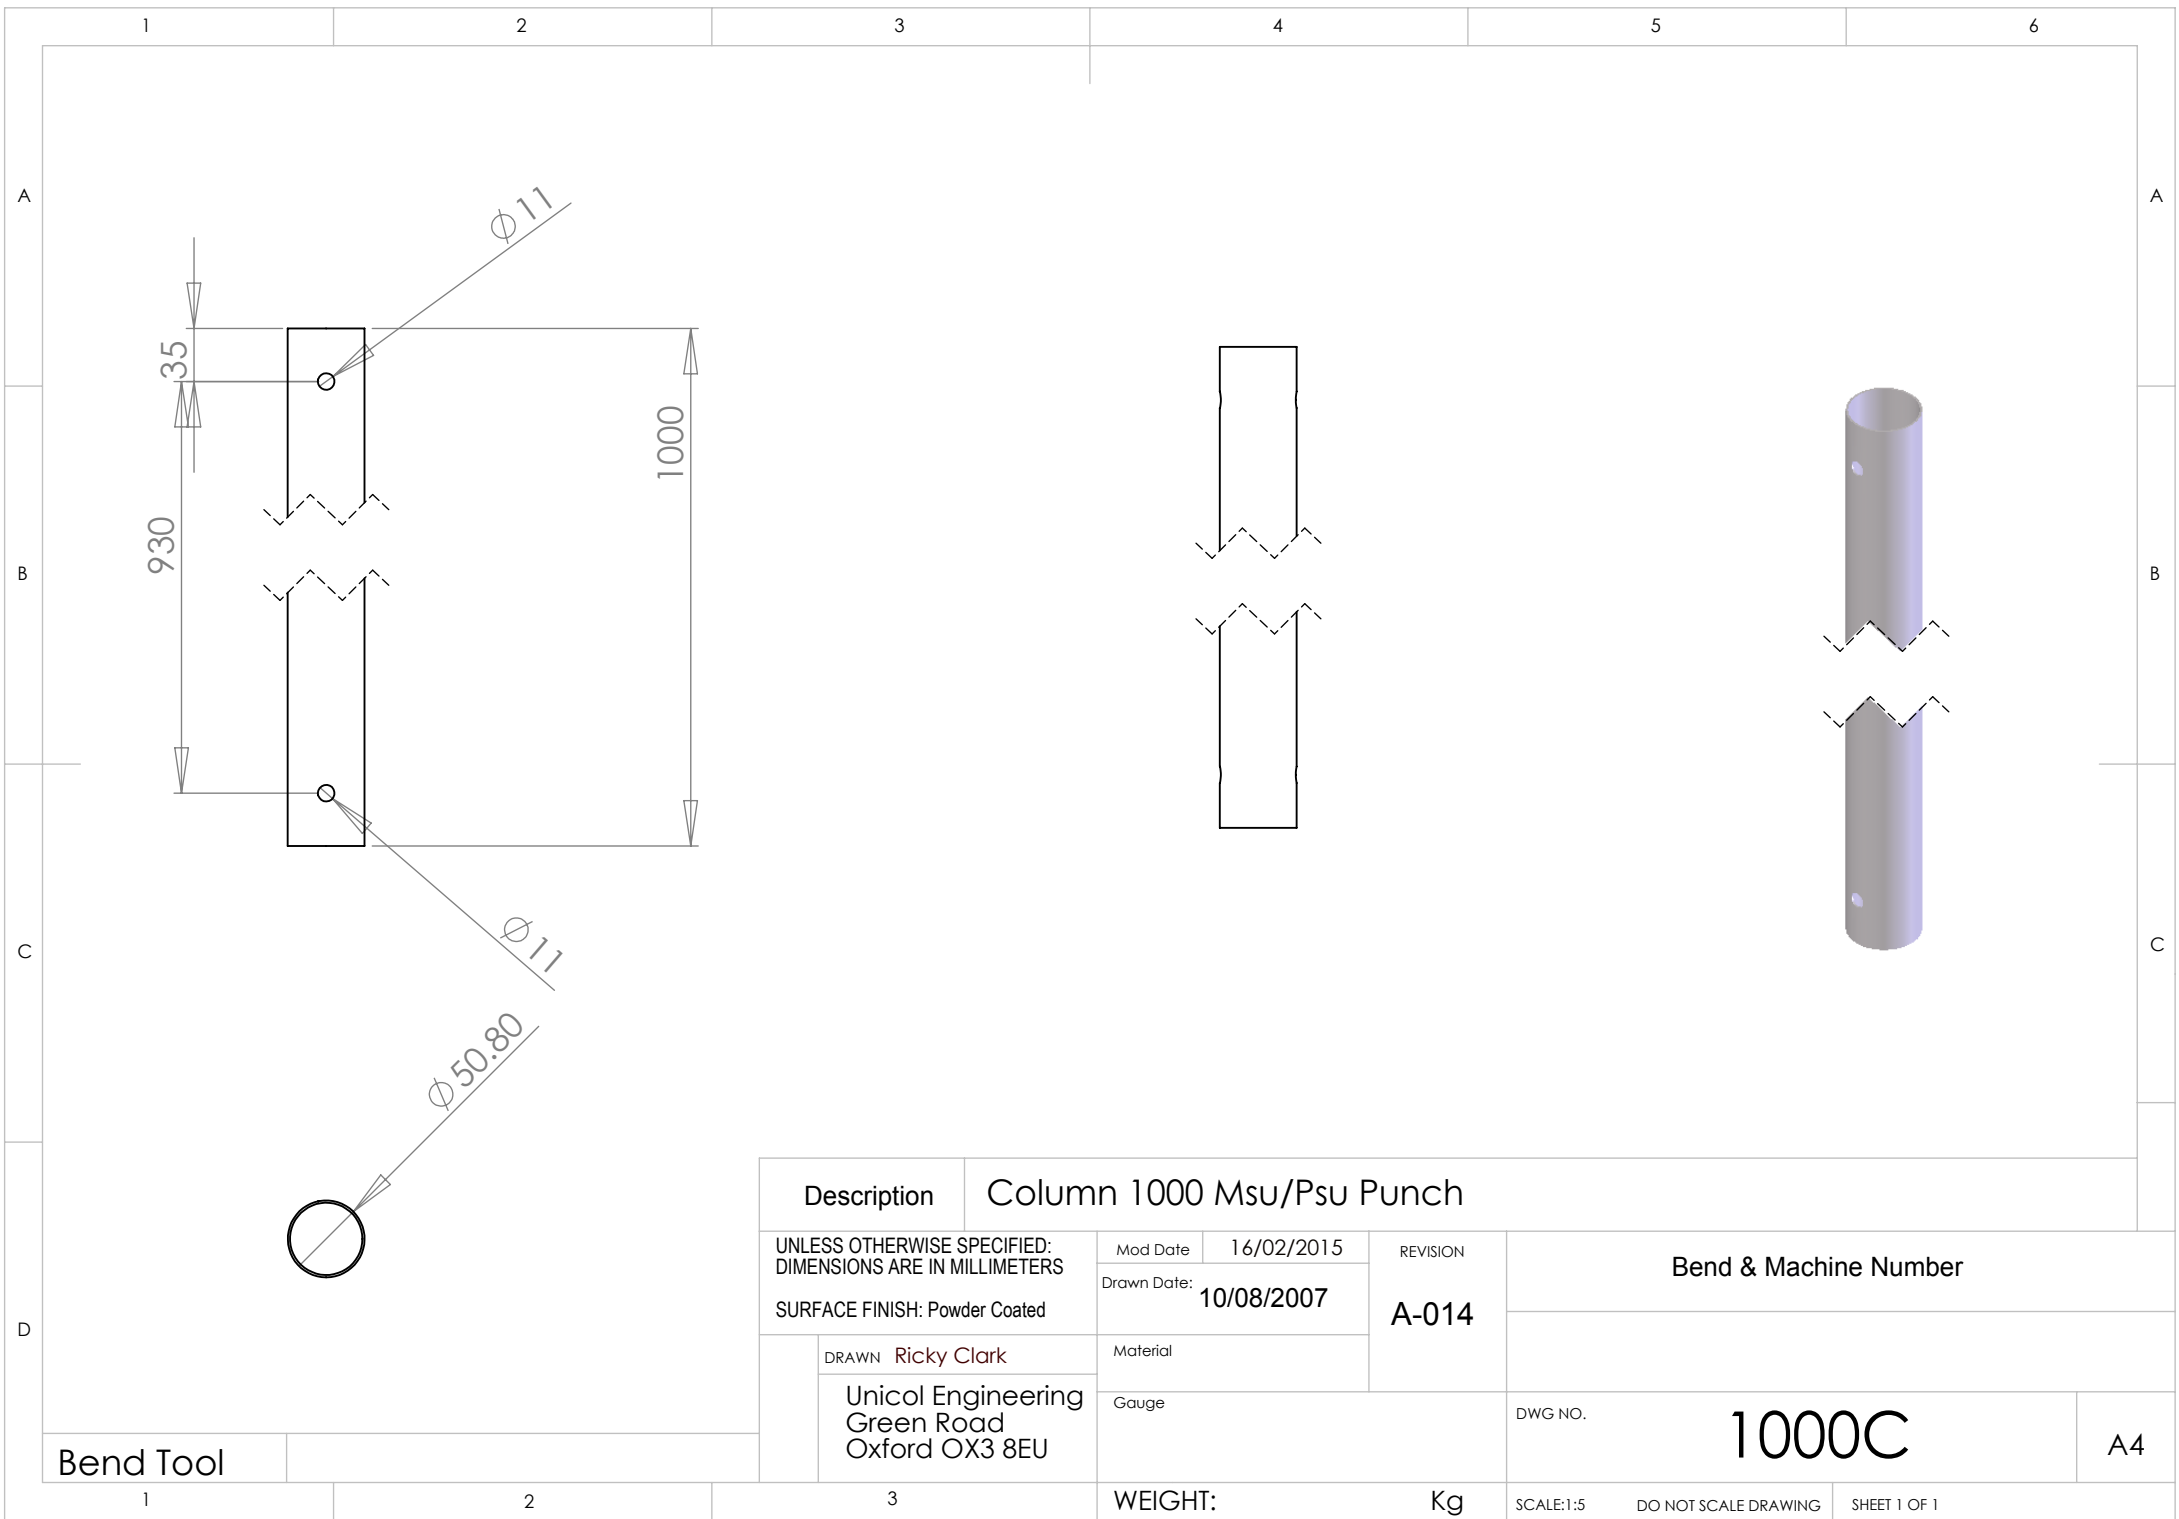 1 2 3 4 5 6
A A
⌀11
35
1000
930
B B
C C
⌀11
⌀50.80
D
Description Column 1000 Msu/Psu Punch
UNLESS OTHERWISE SPECIFIED:
DIMENSIONS ARE IN MILLIMETERS
SURFACE FINISH: Powder Coated
Mod Date 16/02/2015
Drawn Date: 10/08/2007
REVISION
A-014
Bend & Machine Number
DRAWN Ricky Clark
Material
Unicol Engineering
Green Road
Oxford OX3 8EU
Gauge
DWG NO. 1000C
A4
Bend Tool
1 2 3
WEIGHT: Kg
SCALE:1:5 DO NOT SCALE DRAWING SHEET 1 OF 1